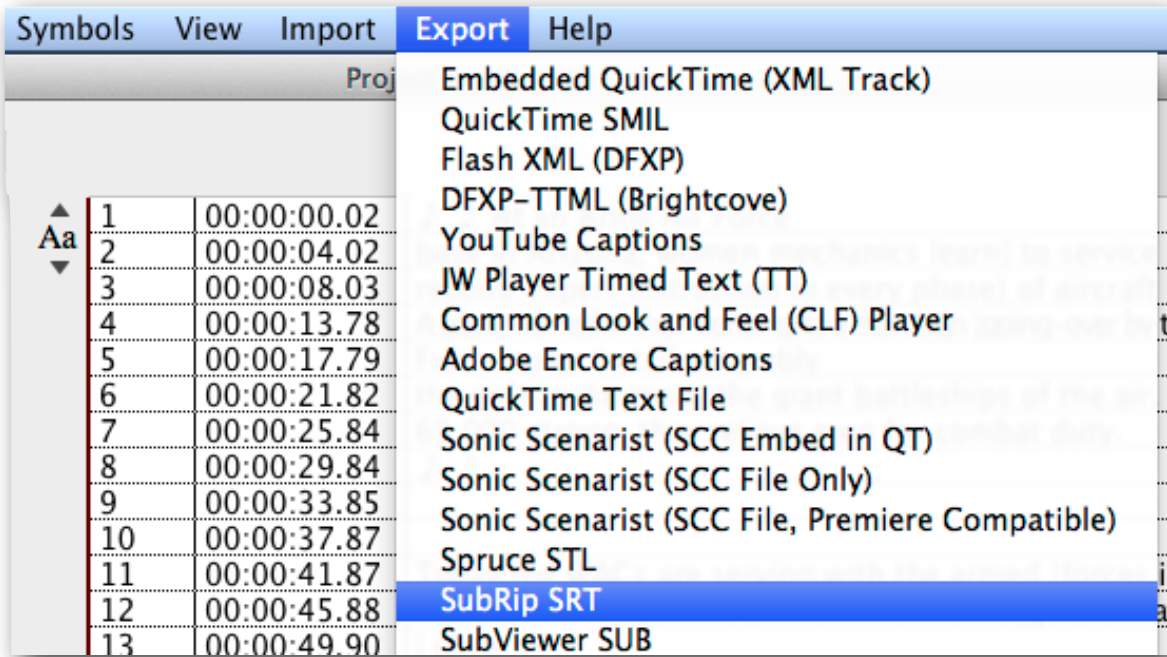 Symbols View Import Export Help
Proj
Embedded QuickTime (XML Track)
QuickTime SMIL
Flash XML (DFXP)
DFXP-TTML (Brightcove)
YouTube Captions
JW Player Timed Text (TT)
Common Look and Feel (CLF) Player
Adobe Encore Captions
QuickTime Text File
Sonic Scenarist (SCC Embed in QT)
Sonic Scenarist (SCC File Only)
Sonic Scenarist (SCC File, Premiere Compatible)
Spruce STL
SubRip SRT
SubViewer SUB
Aa
1 00:00:00.02
2 00:00:04.02
3 00:00:08.03
4 00:00:13.78
5 00:00:17.79
6 00:00:21.82
7 00:00:25.84
8 00:00:29.84
9 00:00:33.85
10 00:00:37.87
11 00:00:41.87
12 00:00:45.88
13 00:00:49.90